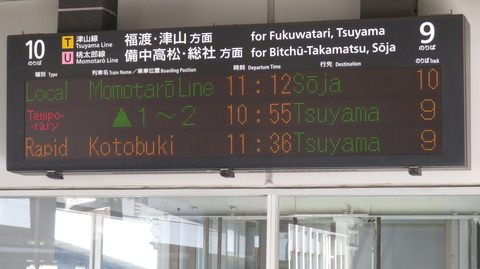 10 のりば T 津山線 Tsuyama Line 福渡・津山 方面 for Fukuwatari, Tsuyama 9 のりば
U 桃太郎線 Momotarō Line 備中高松・総社 方面 for Bitchū-Takamatsu, Sōja
種別 Type 列車名 Train Name / 乗車位置 Boarding Position 時刻 Departure Time 行先 Destination のりば Track
Local Momotarō Line 11:12 Sōja 10
Tempo-rary ▲1～2 10:55 Tsuyama 9
Rapid Kotobuki 11:36 Tsuyama 9